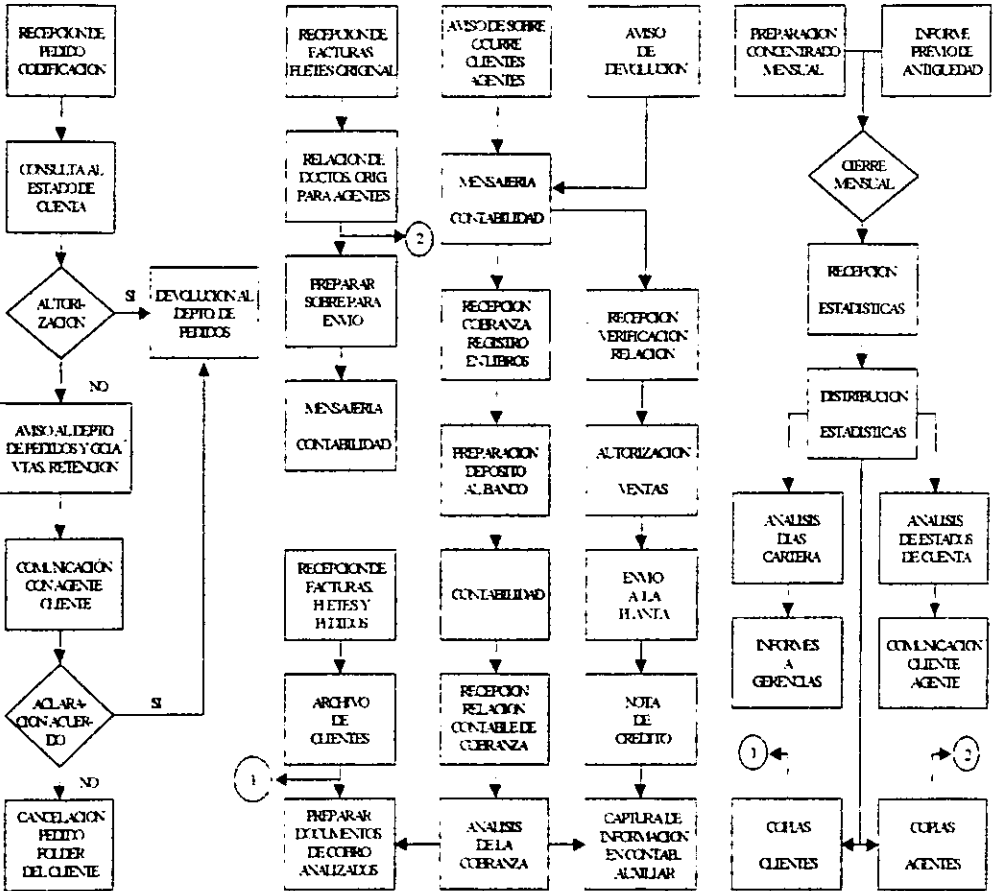 RECEPCION DE
PEDIDO
CODIFICACION
CONSULTA AL
ESTADO DE
CUENTA
AUTORI-
ZACION
SI
DEVOLUCION AL
DEPTO. DE
PEDIDOS
NO
AVISO AL DEPTO
DE PEDIDOS Y GCIA
VTAS. RETENCION
COMUNICACIÓN
CON AGENTE
CLIENTE
ACLARA-
CION ACUER-
DO
SI
NO
CANCELACION
PEDIDO
FOLDER
DEL CLIENTE
RECEPCION DE
FACTURAS
FLETES ORIGINAL
RELACION DE
DOCTOS. ORIG
PARA AGENTES
2
PREPARAR
SOBRE PARA
ENVIO
MENSAJERIA
CONTABILIDAD
RECEPCION DE
FACTURAS,
FLETES Y
PEDIDOS
ARCHIVO
DE
CLIENTES
1
PREPARAR
DOCUMENTOS
DE COBRO
ANALIZADOS
AVISO DE SOBRE
OCURRE
CLIENTES
AGENTES
MENSAJERIA
CONTABILIDAD
RECEPCION
COBRANZA
REGISTRO
EN LIBROS
PREPARACION
DEPOSITO
AL BANCO
CONTABILIDAD
RECEPCION
RELACION
CONTABLE DE
COBRANZA
ANALISIS
DE LA
COBRANZA
AVISO
DE
DEVOLUCION
RECEPCION
VERIFICACION
RELACION
AUTORIZACION
VENTAS
ENVIO
A LA
PLANTA
NOTA
DE
CREDITO
CAPTURA DE
INFORMACION
EN CONTABL
AUXILIAR
PREPARACION
CONCENTRADO
MENSUAL
INFORME
PREMIO DE
ANTIGUEDAD
CIERRE
MENSUAL
RECEPCION
ESTADISTICAS
DISTRIBUCION
ESTADISTICAS
ANALISIS
DIAS
CARTERA
ANALISIS
DE ESTADOS
DE CUENTA
INFORMES
A
GERENCIAS
COMUNICACION
CLIENTE
AGENTE
1
2
COPIAS
CLIENTES
COPIAS
AGENTES